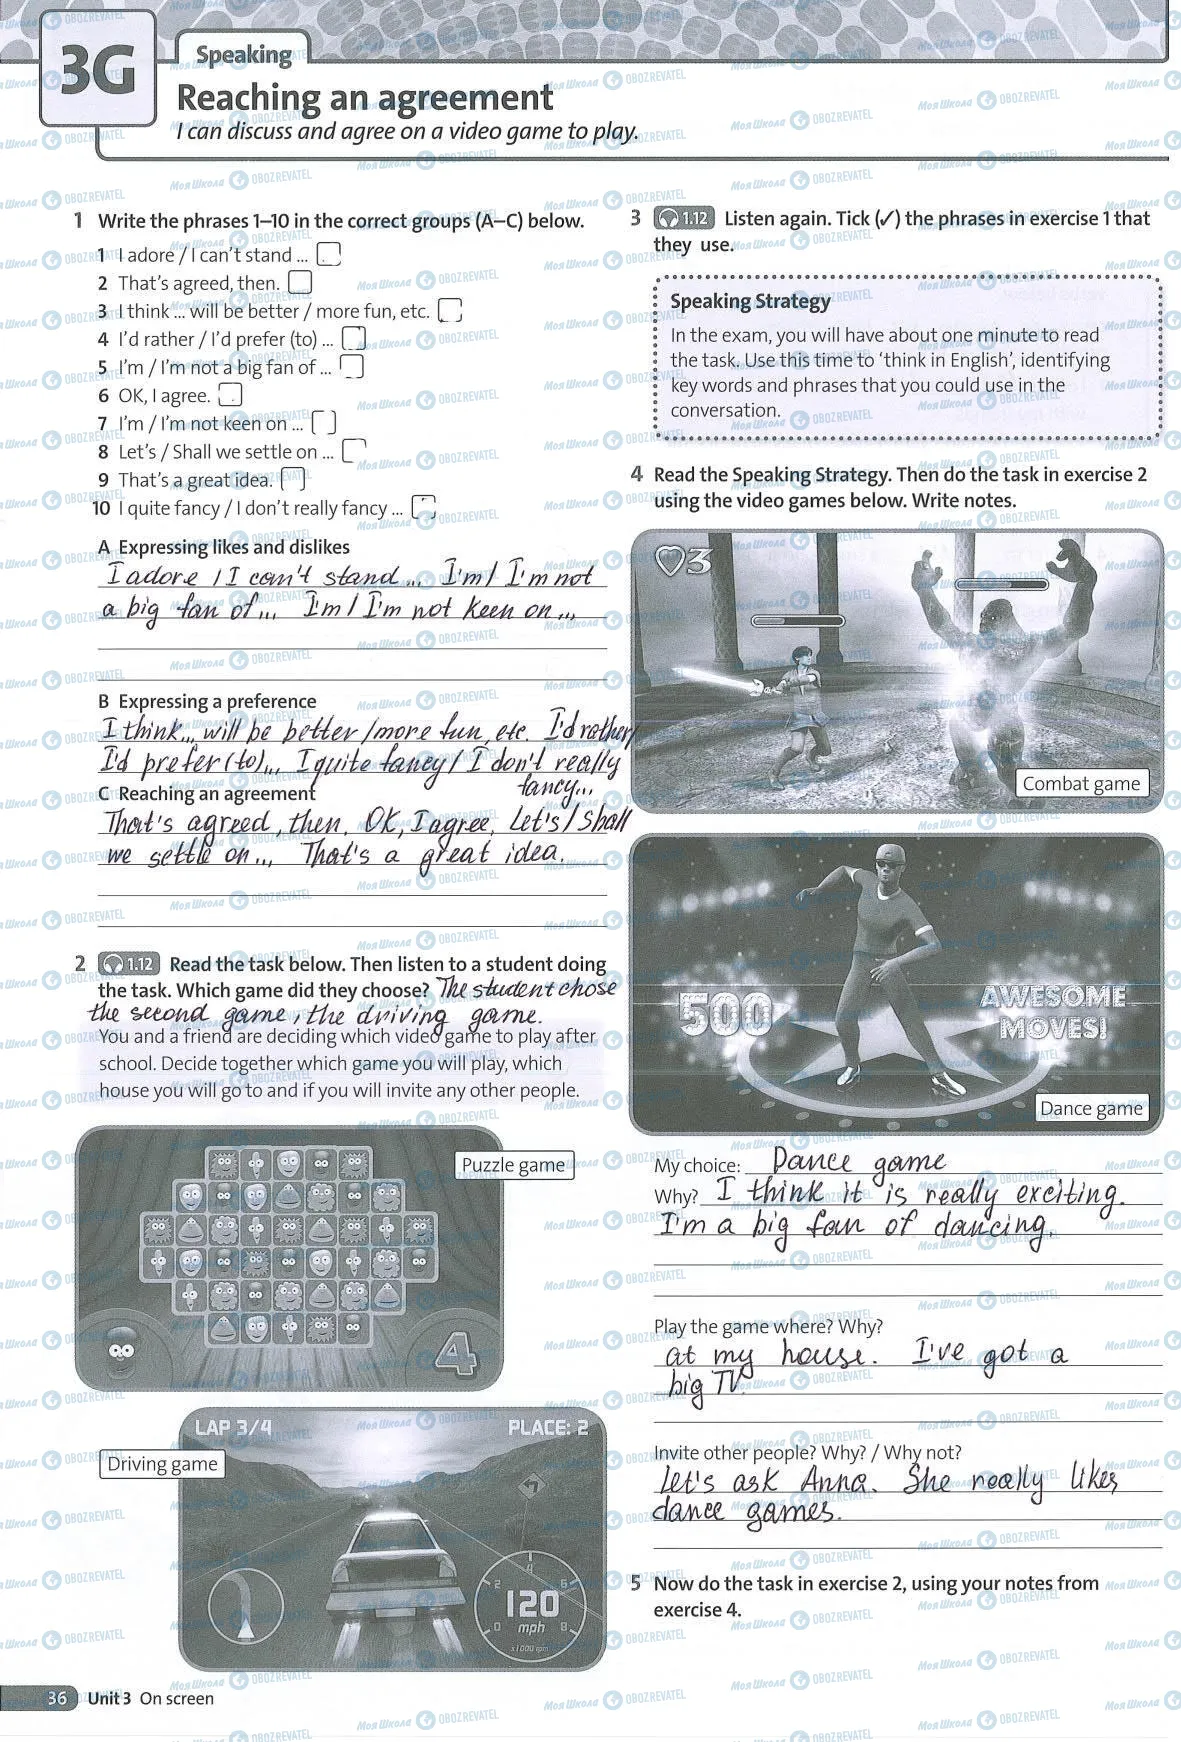 3G
Speaking
Reaching an agreement
I can discuss and agree on a video game to play.
1 Write the phrases 1–10 in the correct groups (A–C) below.
1 I adore / I can't stand ...
2 That's agreed, then.
3 I think ... will be better / more fun, etc.
4 I'd rather / I'd prefer (to) ...
5 I'm / I'm not a big fan of ...
6 OK, I agree.
7 I'm / I'm not keen on ...
8 Let's / Shall we settle on ...
9 That's a great idea.
10 I quite fancy / I don't really fancy ...
A Expressing likes and dislikes
I adore / I can't stand ... I'm / I'm not
a big fan of... I'm / I'm not keen on ...
B Expressing a preference
I think... will be better /more fun, etc. I'd rather/
I'd prefer (to)... I quite fancy / I don't really
fancy...
C Reaching an agreement
That's agreed, then. OK, I agree. Let's / Shall
we settle on ... That's a great idea.
2 1.12 Read the task below. Then listen to a student doing
the task. Which game did they choose? The student chose
the second game, the driving game.
You and a friend are deciding which video game to play after
school. Decide together which game you will play, which
house you will go to and if you will invite any other people.
Puzzle game
4
LAP 3/4 PLACE: 2
Driving game
120
mph
x1000 rpm
36 Unit 3 On screen
3 1.12 Listen again. Tick (✓) the phrases in exercise 1 that
they use.
Speaking Strategy
In the exam, you will have about one minute to read
the task. Use this time to 'think in English', identifying
key words and phrases that you could use in the
conversation.
4 Read the Speaking Strategy. Then do the task in exercise 2
using the video games below. Write notes.
3
Combat game
500
AWESOME
MOVES!
Dance game
My choice: Dance game
Why? I think it is really exciting.
I'm a big fan of dancing.
Play the game where? Why?
at my house. I've got a
big TV.
Invite other people? Why? / Why not?
Let's ask Anna. She really likes
dance games.
5 Now do the task in exercise 2, using your notes from
exercise 4.
Моя Школа OBOZREVATEL